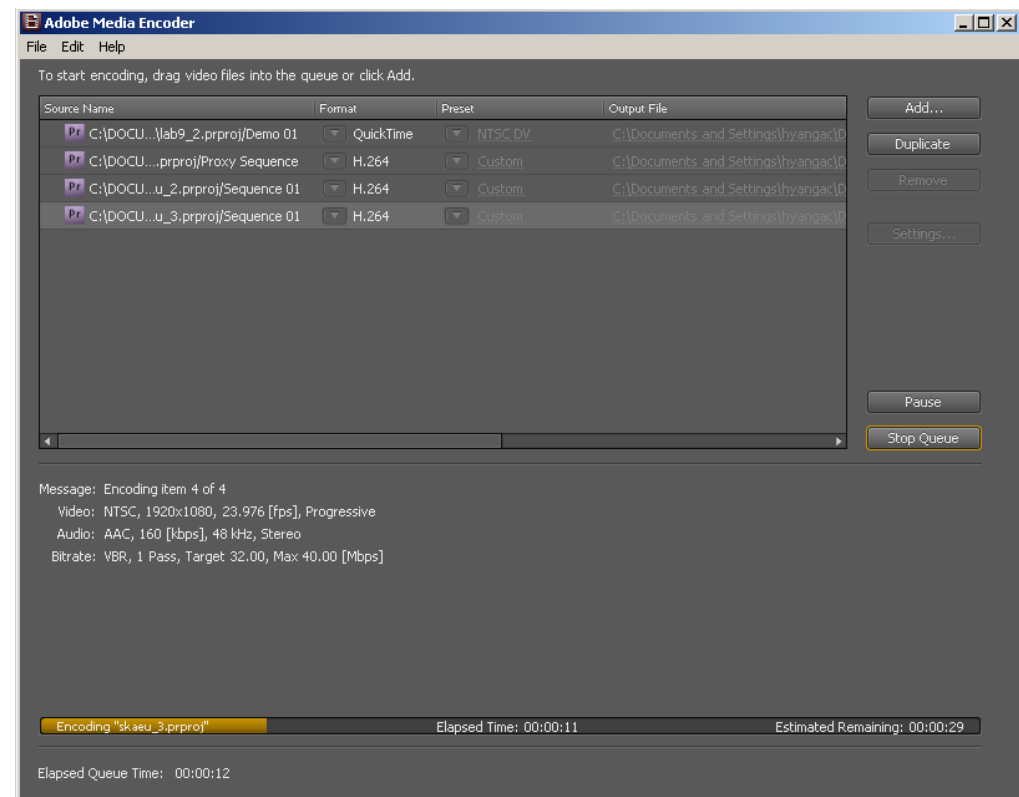 Adobe Media Encoder
File Edit Help
To start encoding, drag video files into the queue or click Add.
Source Name Format Preset Output File
Pr C:\DOCU...\lab9_2.prproj/Demo 01 QuickTime NTSC DV C:\Documents and Settings\hyangac\D
Pr C:\DOCU....prproj/Proxy Sequence H.264 Custom C:\Documents and Settings\hyangac\D
Pr C:\DOCU...u_2.prproj/Sequence 01 H.264 Custom C:\Documents and Settings\hyangac\D
Pr C:\DOCU...u_3.prproj/Sequence 01 H.264 Custom C:\Documents and Settings\hyangac\D
Add...
Duplicate
Remove
Settings...
Pause
Stop Queue
Message: Encoding item 4 of 4
Video: NTSC, 1920x1080, 23.976 [fps], Progressive
Audio: AAC, 160 [kbps], 48 kHz, Stereo
Bitrate: VBR, 1 Pass, Target 32.00, Max 40.00 [Mbps]
Encoding "skaeu_3.prproj" Elapsed Time: 00:00:11 Estimated Remaining: 00:00:29
Elapsed Queue Time: 00:00:12